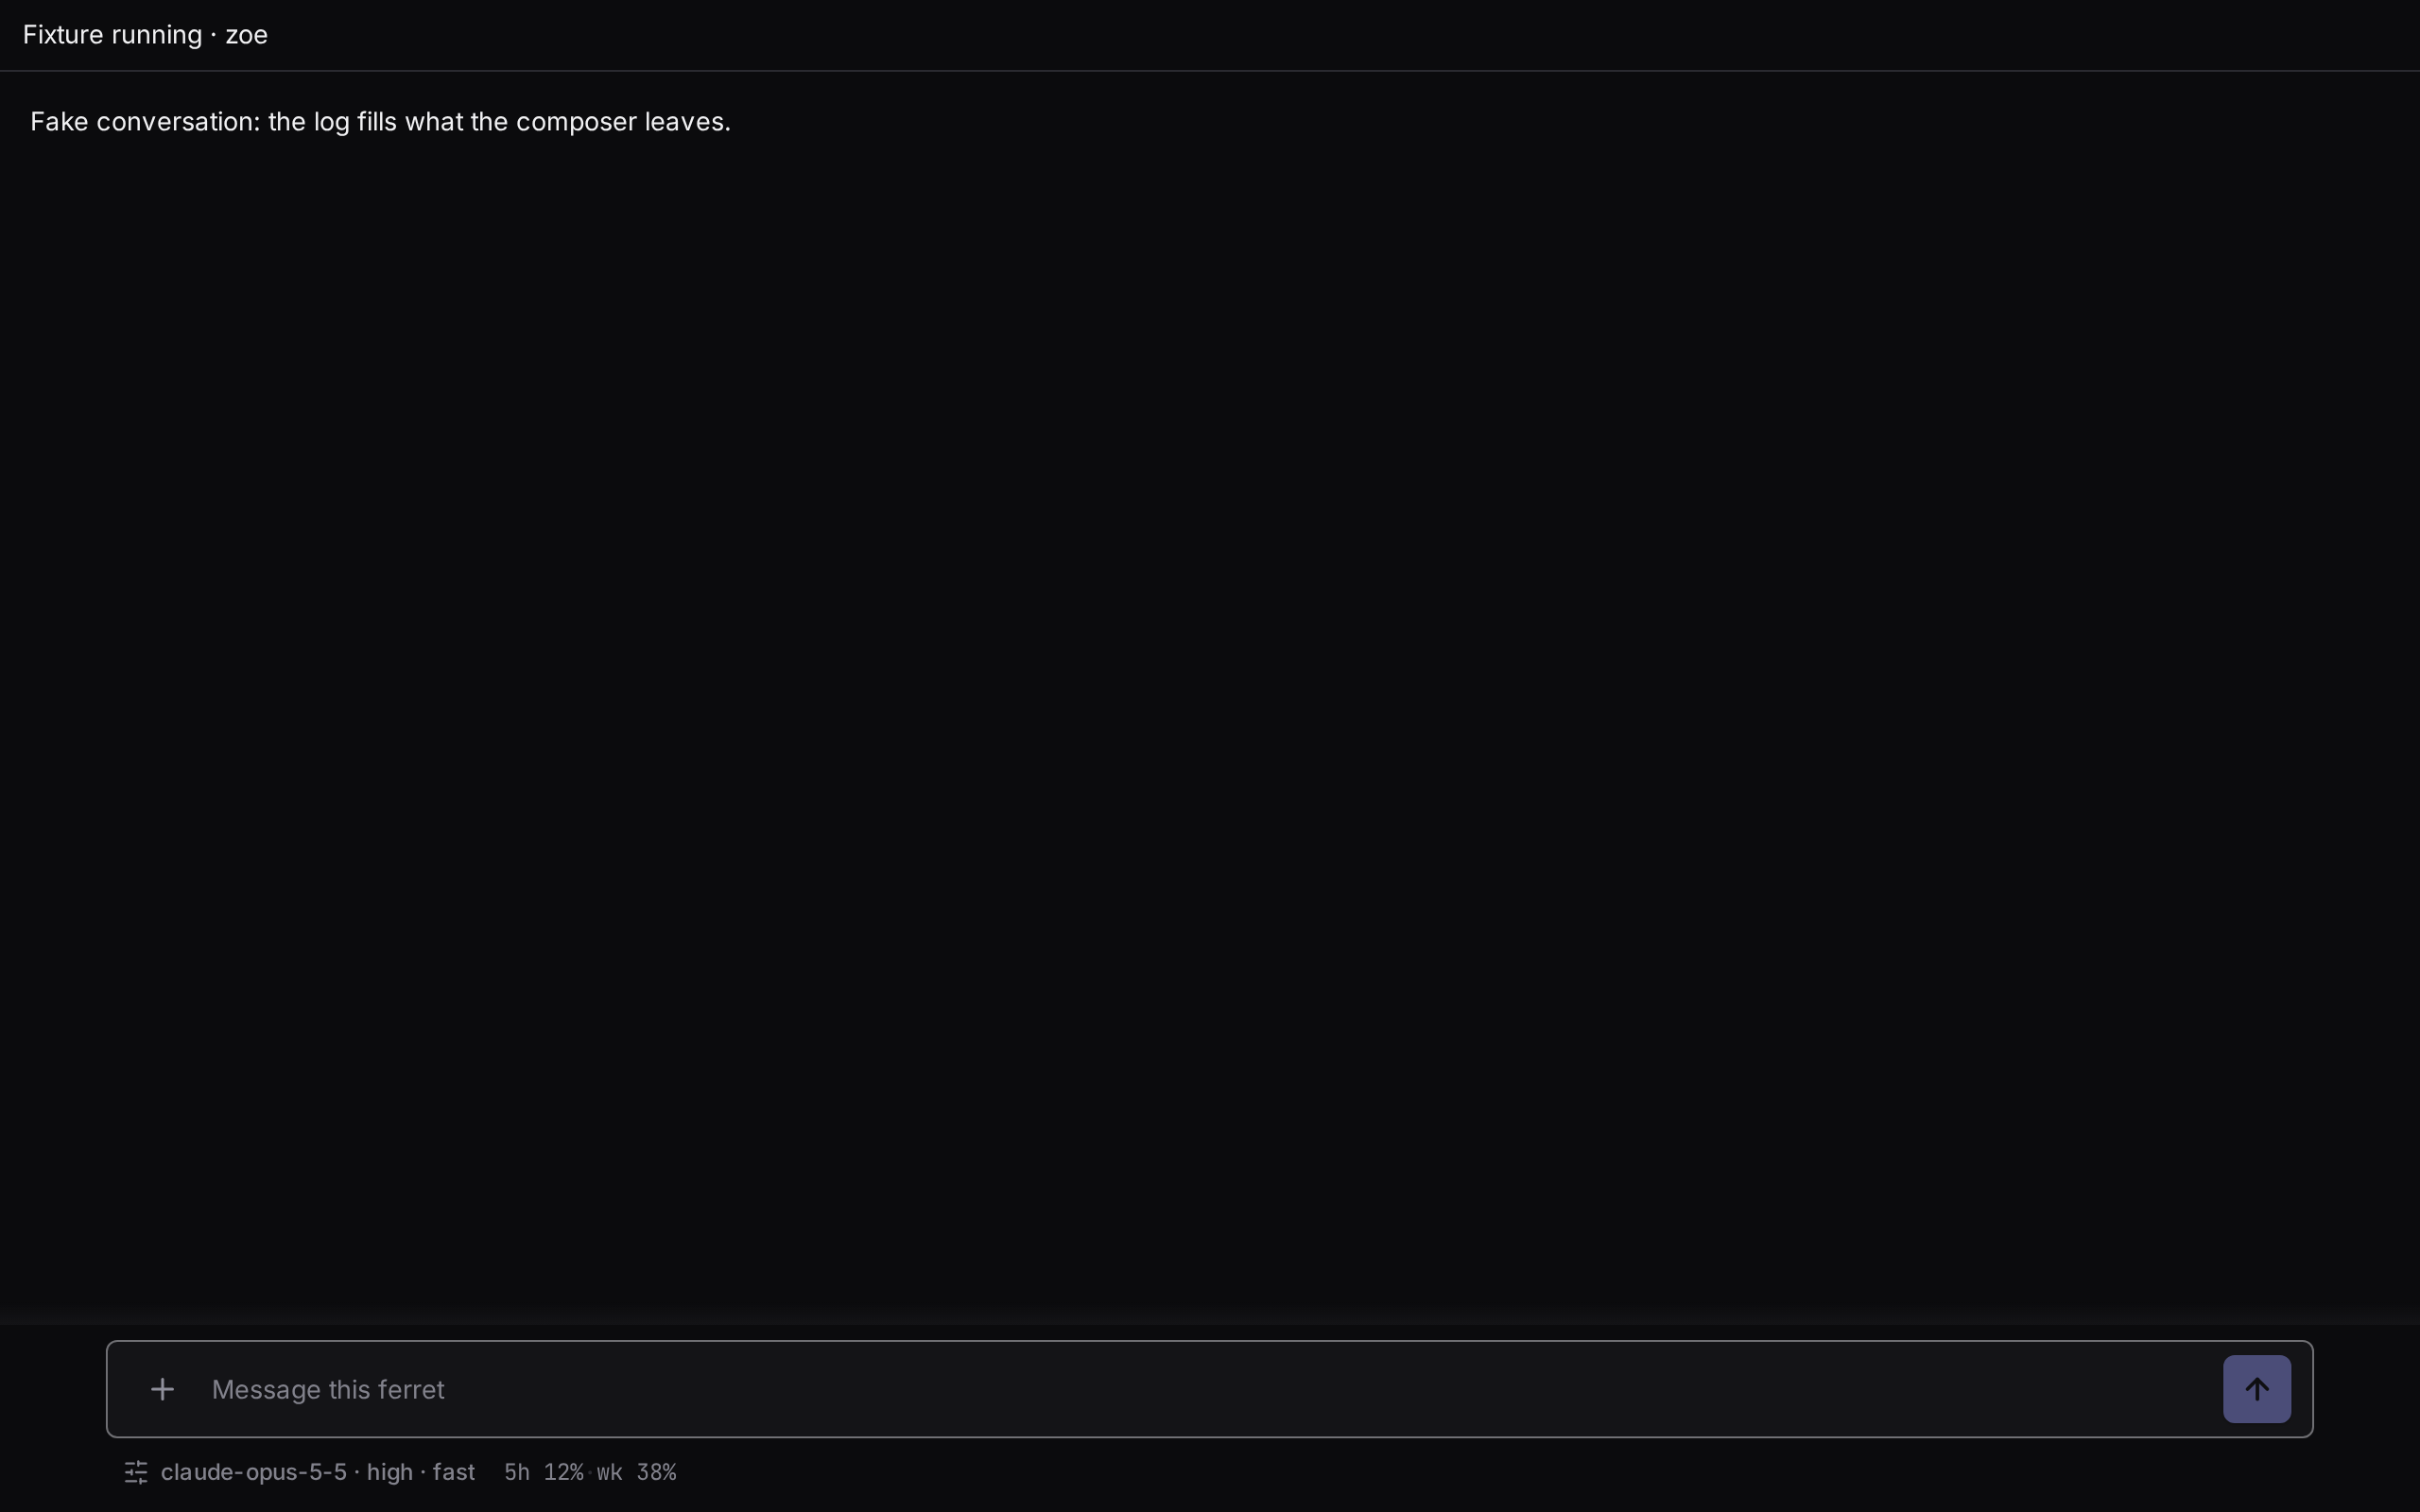 Fixture running · zoe
Fake conversation: the log fills what the composer leaves.
Message this ferret
claude-opus-5-5 · high · fast 5h 12% · wk 38%